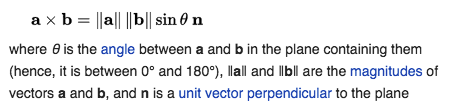 a × b = ‖a‖ ‖b‖ sin θ n
where θ is the angle between a and b in the plane containing them
(hence, it is between 0° and 180°), ‖a‖ and ‖b‖ are the magnitudes of
vectors a and b, and n is a unit vector perpendicular to the plane